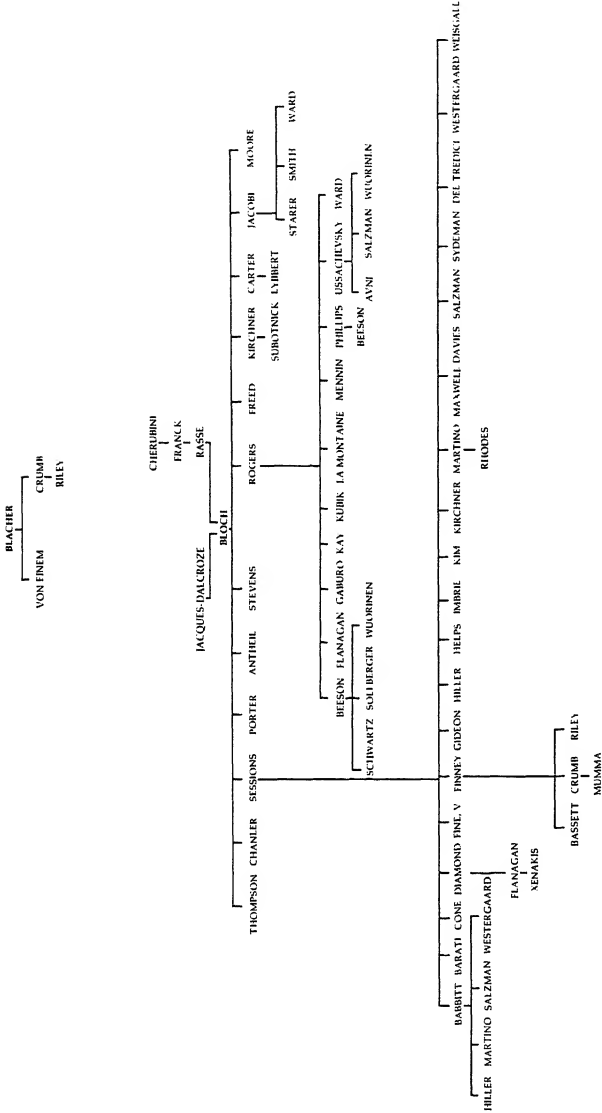 BLACHER
VON EINEM CRUMB
RILEY
CHERUBINI
FRANCK
JACQUES-DALCROZE RASSE
BLOCH
THOMPSON CHANLER SESSIONS PORTER ANTHEIL STEVENS ROGERS FREED KIRCHNER CARTER JACOBI MOORE
SUBOTNICK LYBBERT
STARER SMITH WARD
BEESON FLANAGAN GABURO KAY KUBIK LA MONTAINE MENNIN PHILLIPS USSACHEVSKY WARD
BEESON
SCHWARTZ SOLLBERGER WUORINEN
AVNI SALZMAN WUORINEN
BABBITT BARATI CONE DIAMOND FINE, V FINNEY GIDEON HILLER HELPS IMBRIE KIM KIRCHNER MARTINO MAXWELL DAVIES SALZMAN SYDEMAN DEL TREDICI WESTERGAARD WEISGALL
HILLER MARTINO SALZMAN WESTERGAARD
FLANAGAN
XENAKIS
RHODES
BASSETT CRUMB RILEY
MUMMA